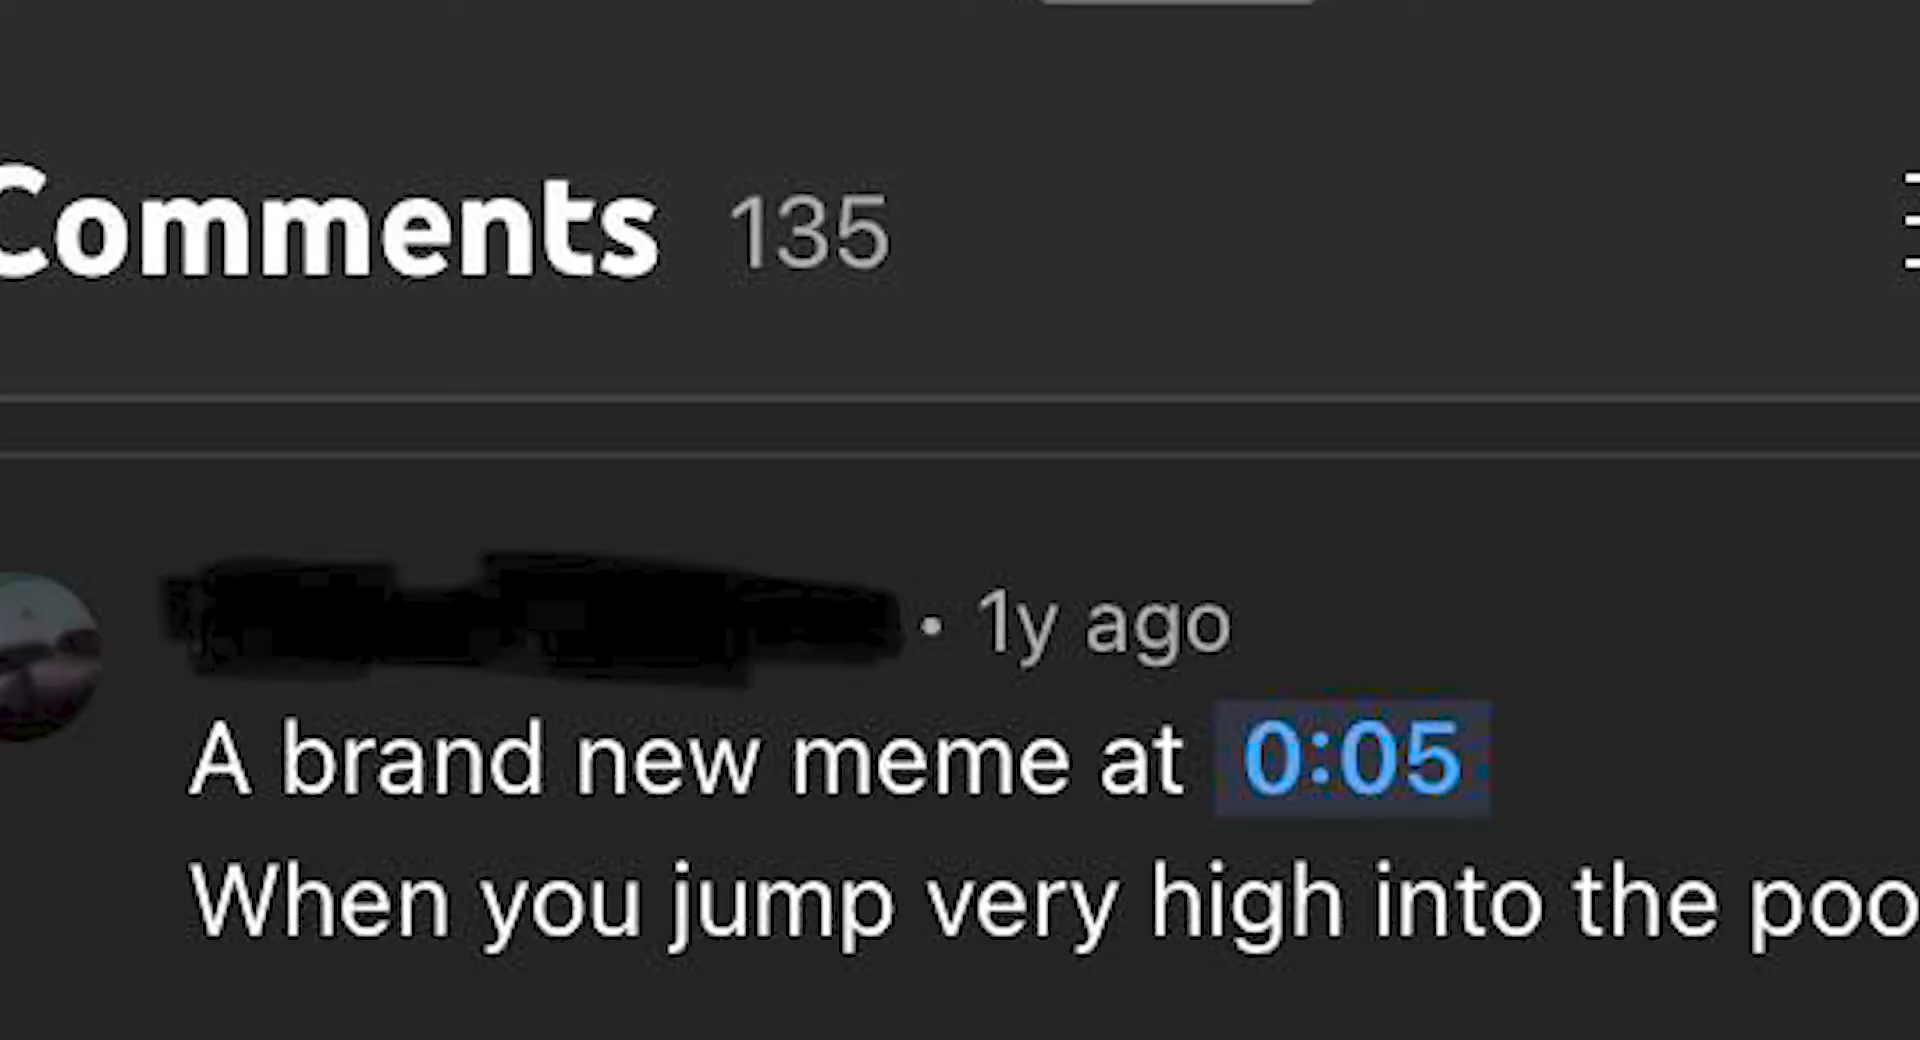 Comments 135
· 1y ago
A brand new meme at 0:05
When you jump very high into the poo